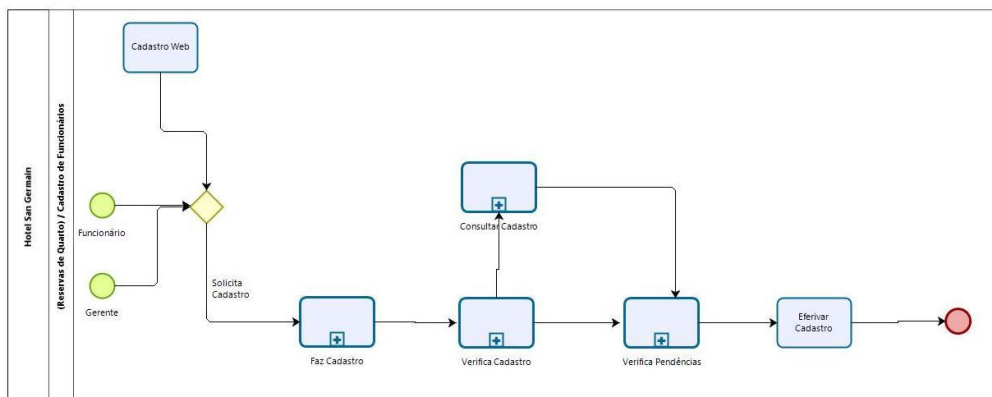 Hotel San Germain
(Reservas de Quarto) / Cadastro de Funcionários
Cadastro Web
Funcionário
Gerente
Solicita
Cadastro
Faz Cadastro
Consultar Cadastro
Verifica Cadastro
Verifica Pendências
Eferivar
Cadastro